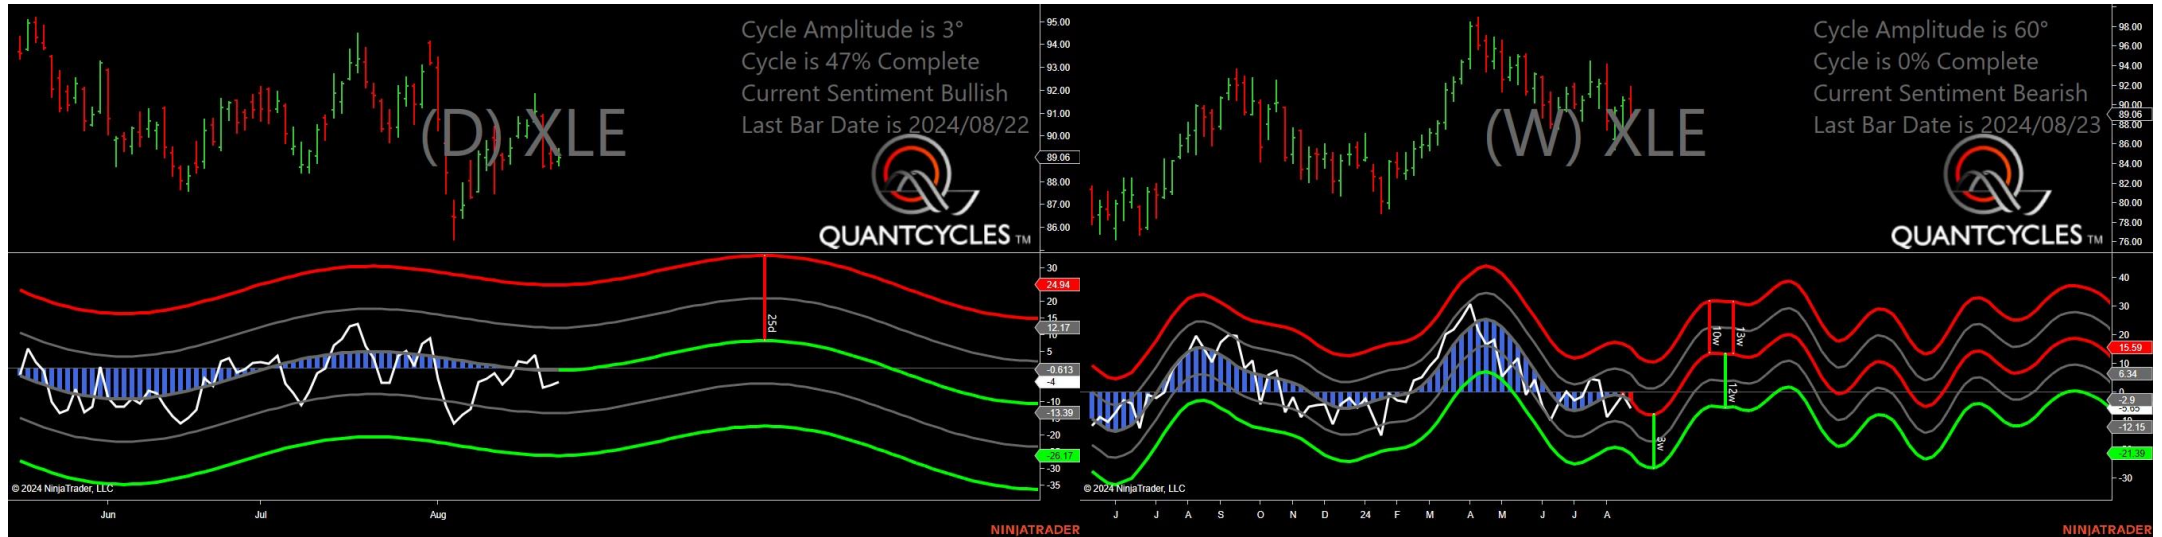 Cycle Amplitude is 3°
Cycle is 47% Complete
Current Sentiment Bullish
Last Bar Date is 2024/08/22
(D) XLE
QUANTCYCLES TM
95.00
94.00
93.00
92.00
91.00
90.00
89.06
88.00
87.00
86.00
25d
30
24.94
20
15
12.17
10
5
-0.613
-4
-10
-13.39
-20
-26.17
-30
-35
© 2024 NinjaTrader, LLC
Jun Jul Aug
NINJATRADER
Cycle Amplitude is 60°
Cycle is 0% Complete
Current Sentiment Bearish
Last Bar Date is 2024/08/23
(W) XLE
QUANTCYCLES TM
98.00
96.00
94.00
92.00
90.00
89.06
88.00
86.00
84.00
82.00
80.00
78.00
76.00
10w
13w
12w
40
30
20
15.59
10
6.34
0
-2.9
-5.65
-12.15
-21.39
-30
© 2024 NinjaTrader, LLC
J J A S O N D 24 F M A M J J A
NINJATRADER